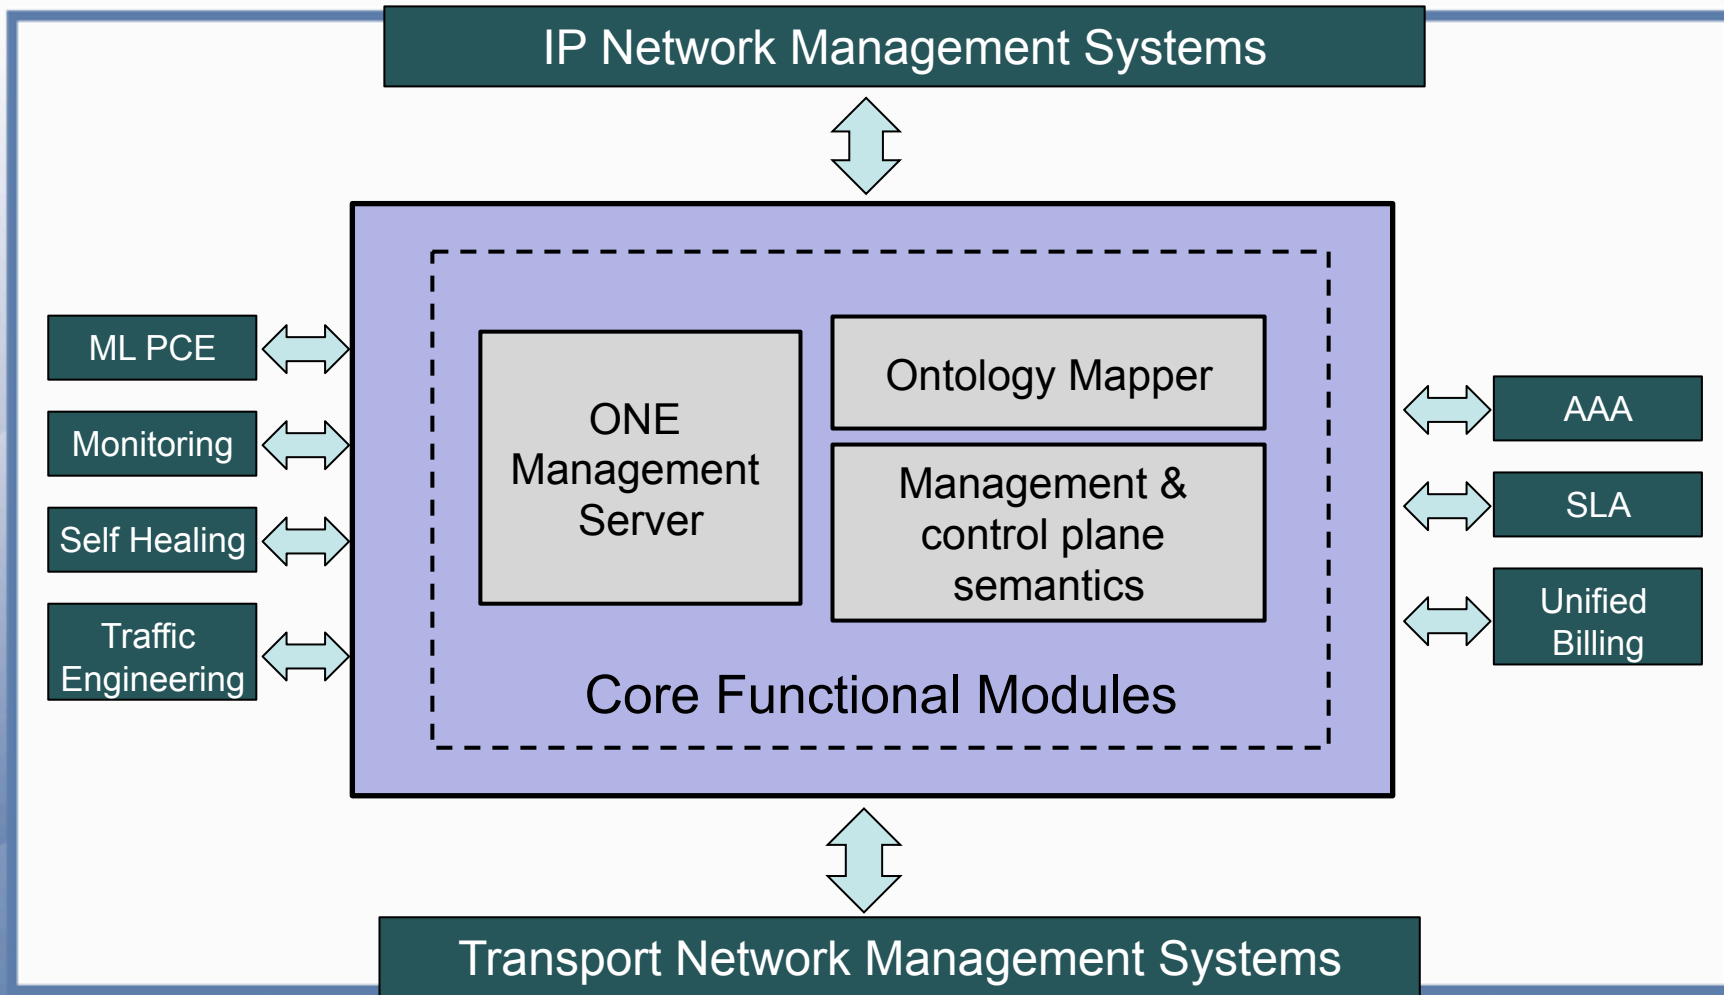 IP Network Management Systems
ML PCE
Monitoring
Self Healing
Traffic
Engineering
ONE
Management
Server
Ontology Mapper
Management &
control plane
semantics
Core Functional Modules
AAA
SLA
Unified
Billing
Transport Network Management Systems